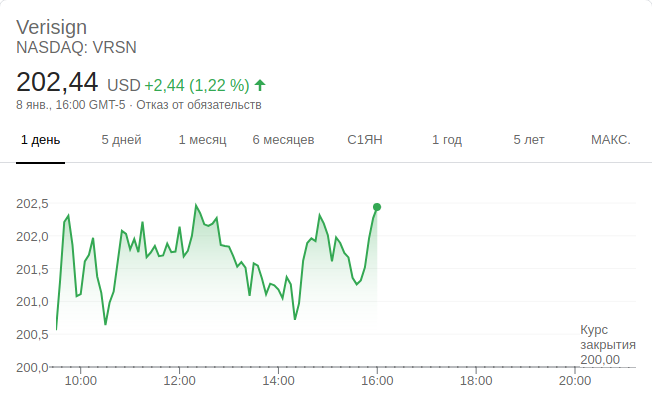 Verisign
NASDAQ: VRSN
202,44 USD +2,44 (1,22 %)
8 янв., 16:00 GMT-5 · Отказ от обязательств
1 день 5 дней 1 месяц 6 месяцев С1ЯН 1 год 5 лет МАКС.
202,5
202,0
201,5
201,0
200,5
200,0
Курс
закрытия
200,00
10:00 12:00 14:00 16:00 18:00 20:00